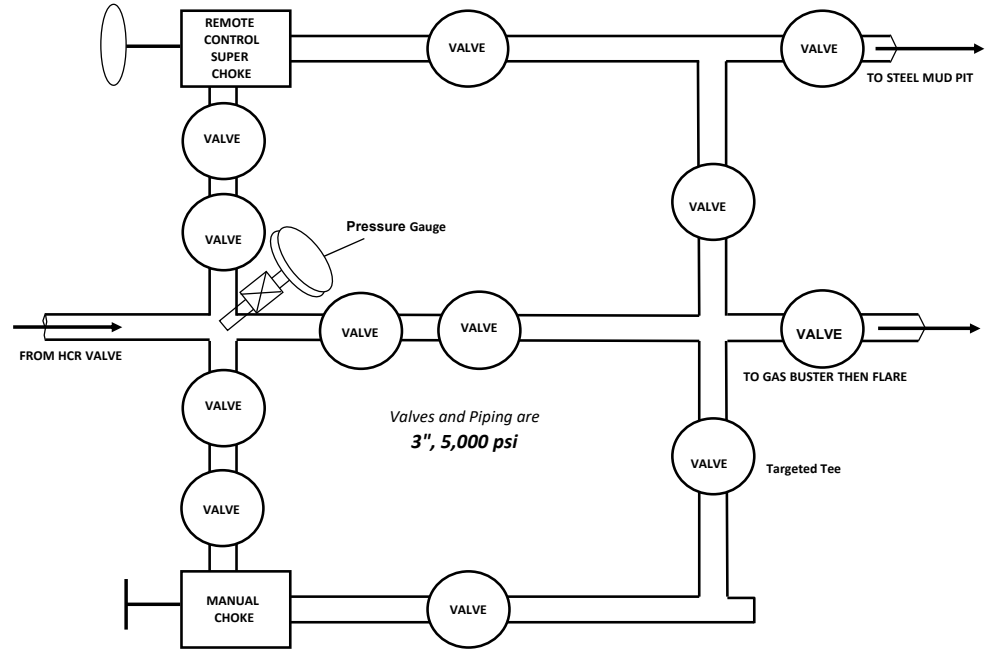 REMOTE
CONTROL
SUPER
CHOKE
VALVE
VALVE
TO STEEL MUD PIT
VALVE
VALVE
VALVE
Pressure Gauge
FROM HCR VALVE
VALVE
VALVE
VALVE
TO GAS BUSTER THEN FLARE
VALVE
Valves and Piping are
3", 5,000 psi
VALVE
Targeted Tee
VALVE
MANUAL
CHOKE
VALVE